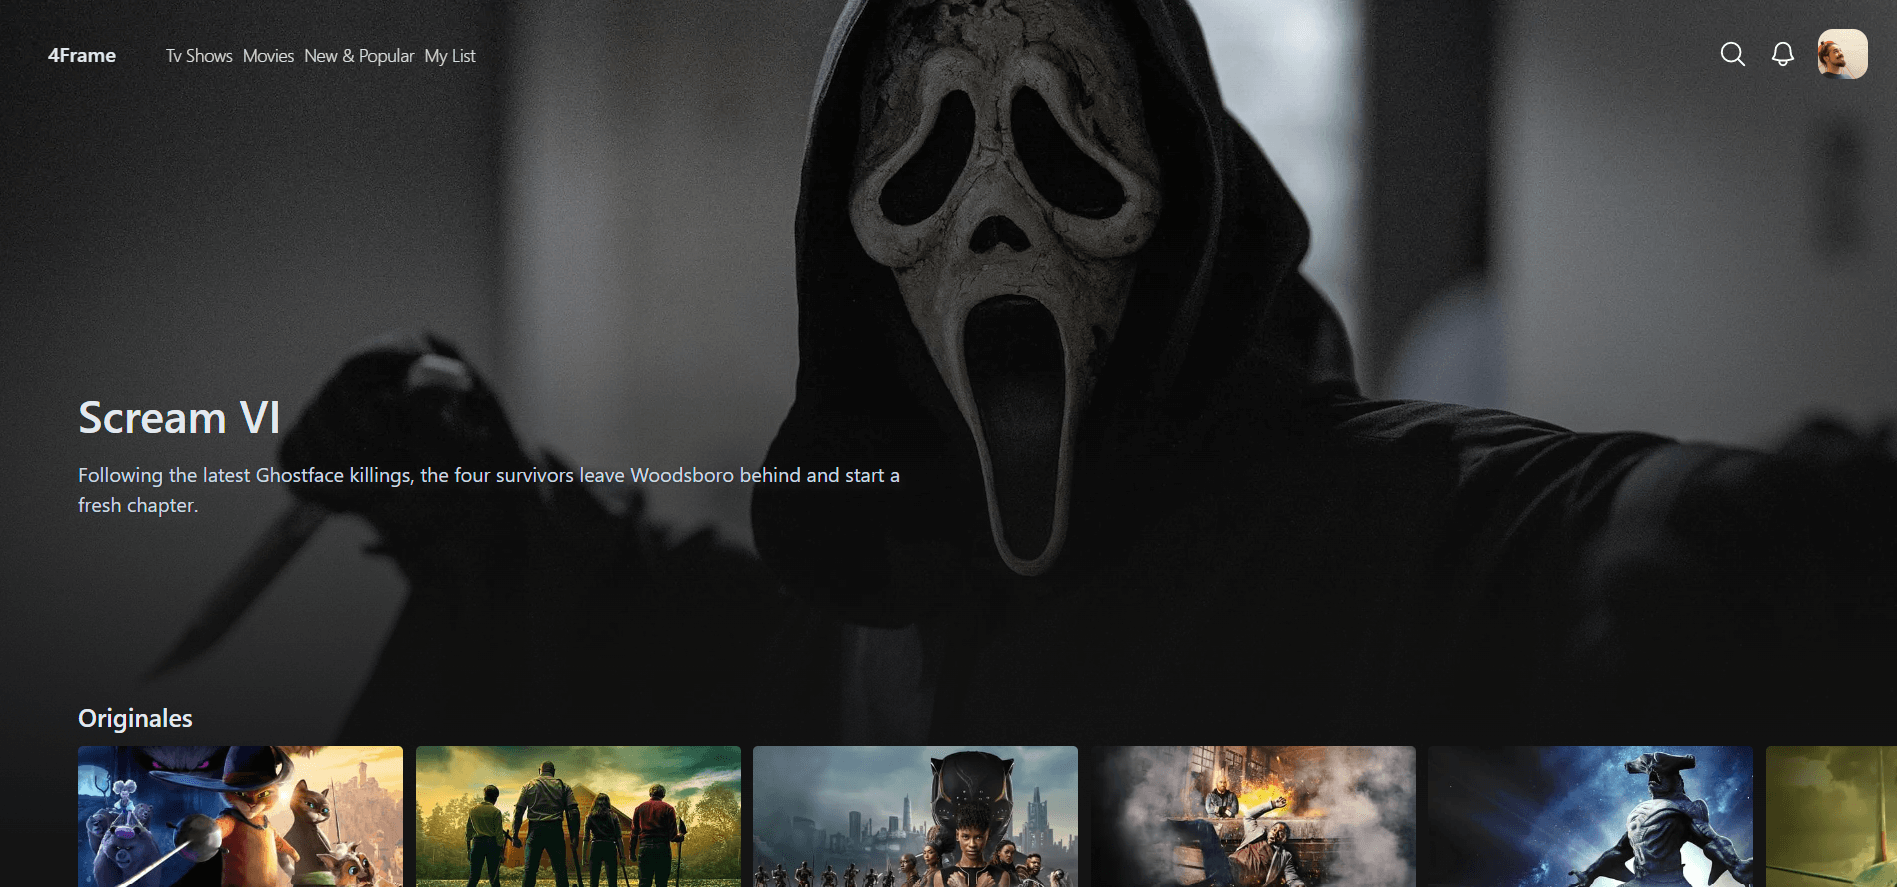 4Frame Tv Shows Movies New & Popular My List
Scream VI
Following the latest Ghostface killings, the four survivors leave Woodsboro behind and start a
fresh chapter.
Originales